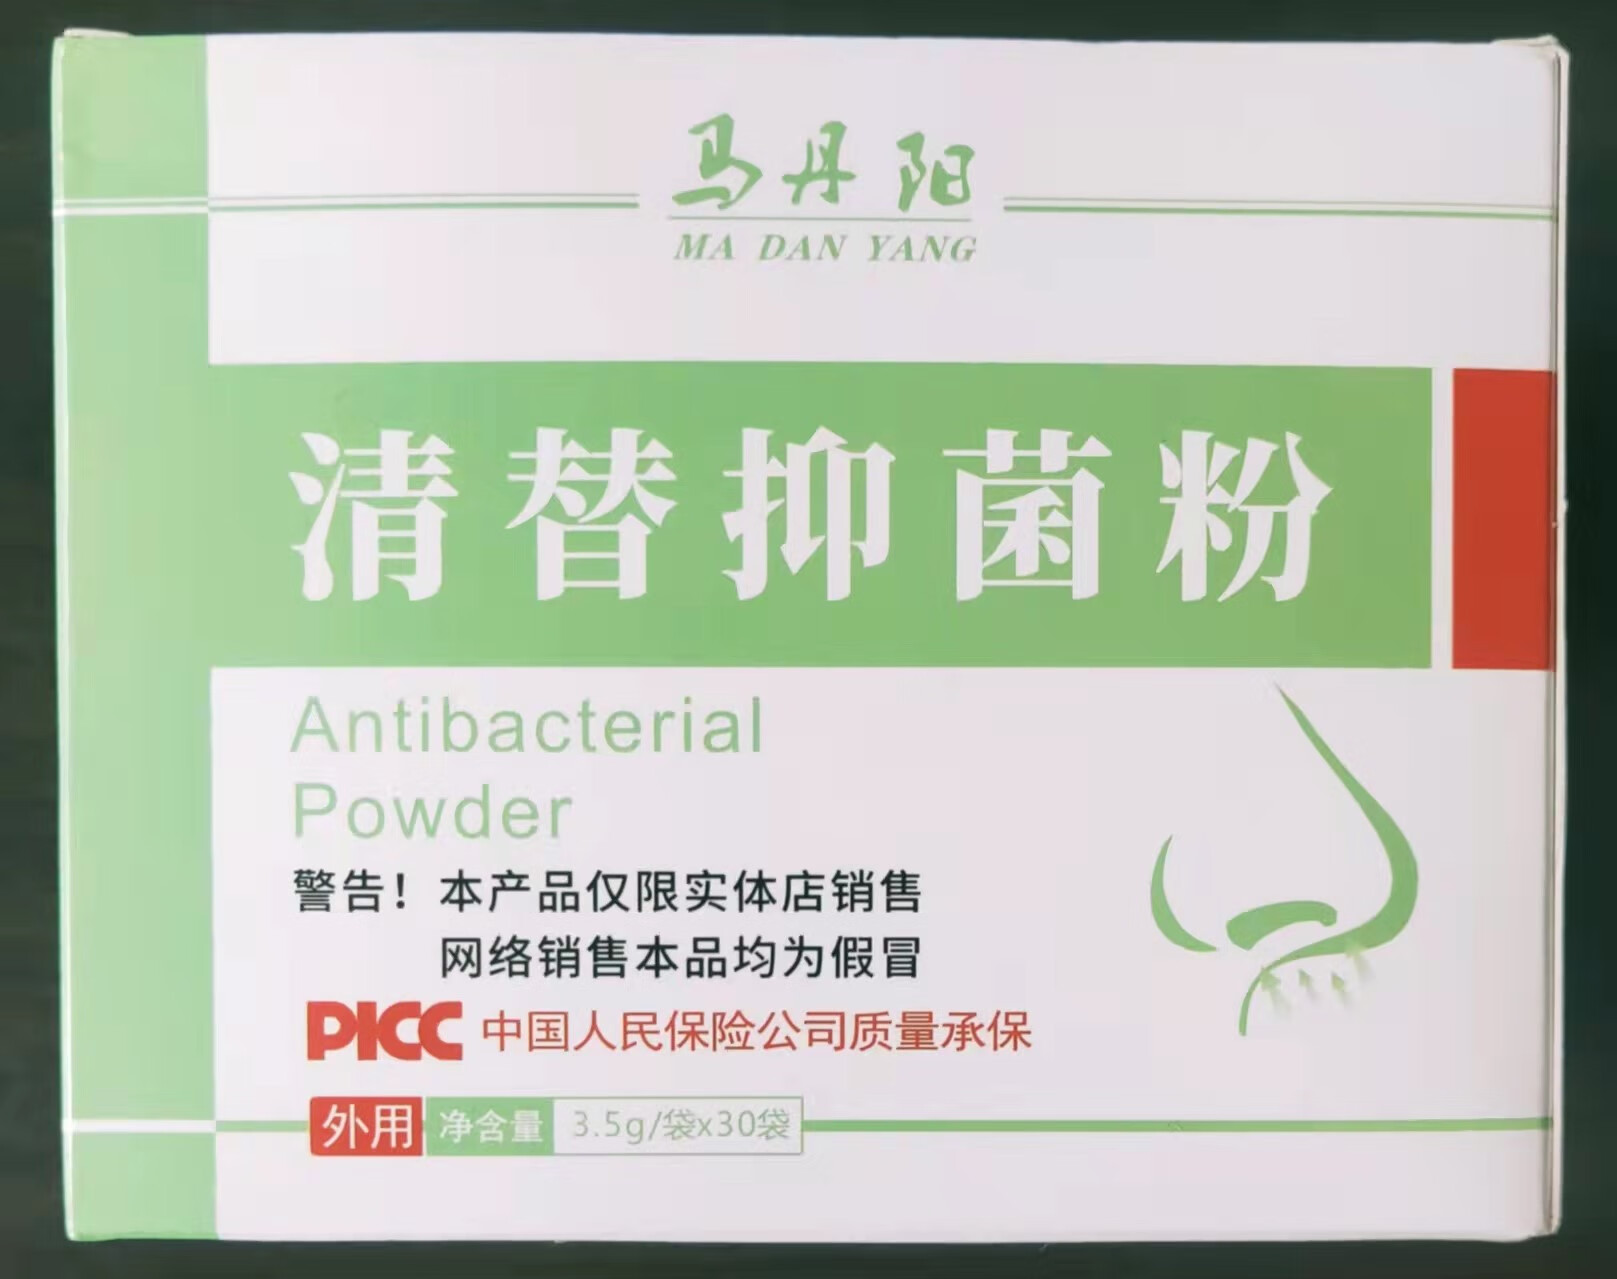 马丹阳
MA DAN YANG
清替抑菌粉
Antibacterial
Powder
警告！本产品仅限实体店销售
网络销售本品均为假冒
PICC 中国人民保险公司质量承保
外用 净含量 3.5g/袋x30袋